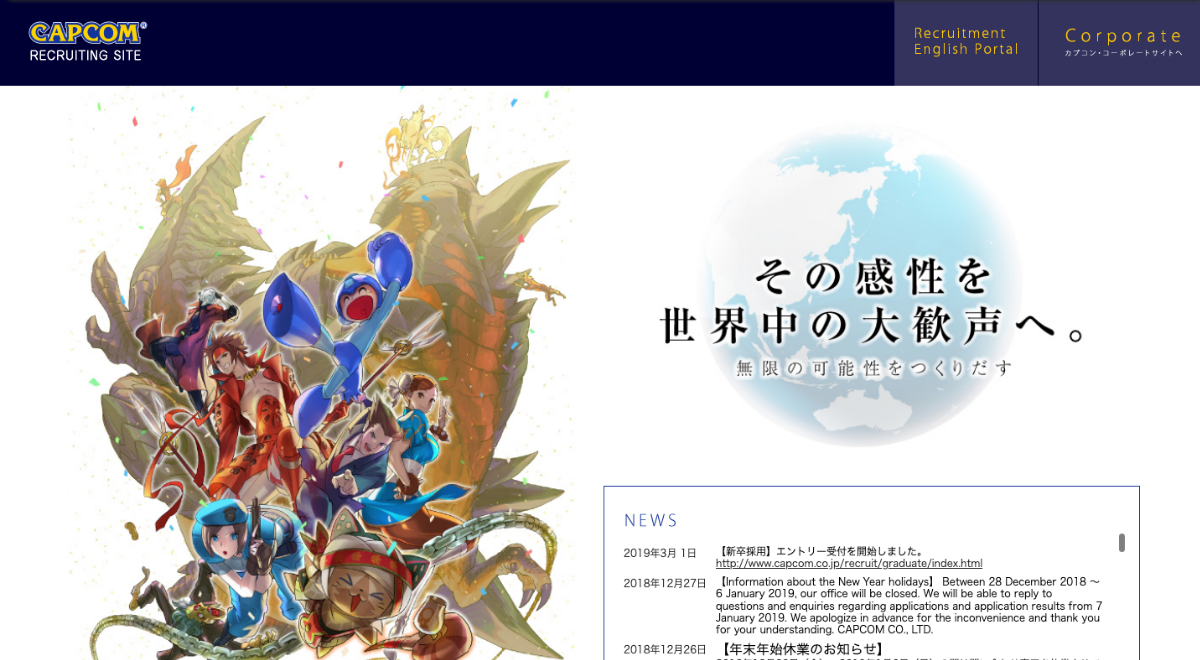 CAPCOM®
RECRUITING SITE
Recruitment
English Portal
Corporate
カプコン・コーポレートサイトへ
その感性を
世界中の大歓声へ。
無限の可能性をつくりだす
NEWS
2019年3月 1日 【新卒採用】エントリー受付を開始しました。
http://www.capcom.co.jp/recruit/graduate/index.html
2018年12月27日 【Information about the New Year holidays】 Between 28 December 2018 ～
6 January 2019, our office will be closed. We will be able to reply to
questions and enquiries regarding applications and application results from 7
January 2019. We apologize in advance for the inconvenience and thank you
for your understanding. CAPCOM CO., LTD.
2018年12月26日 【年末年始休業のお知らせ】